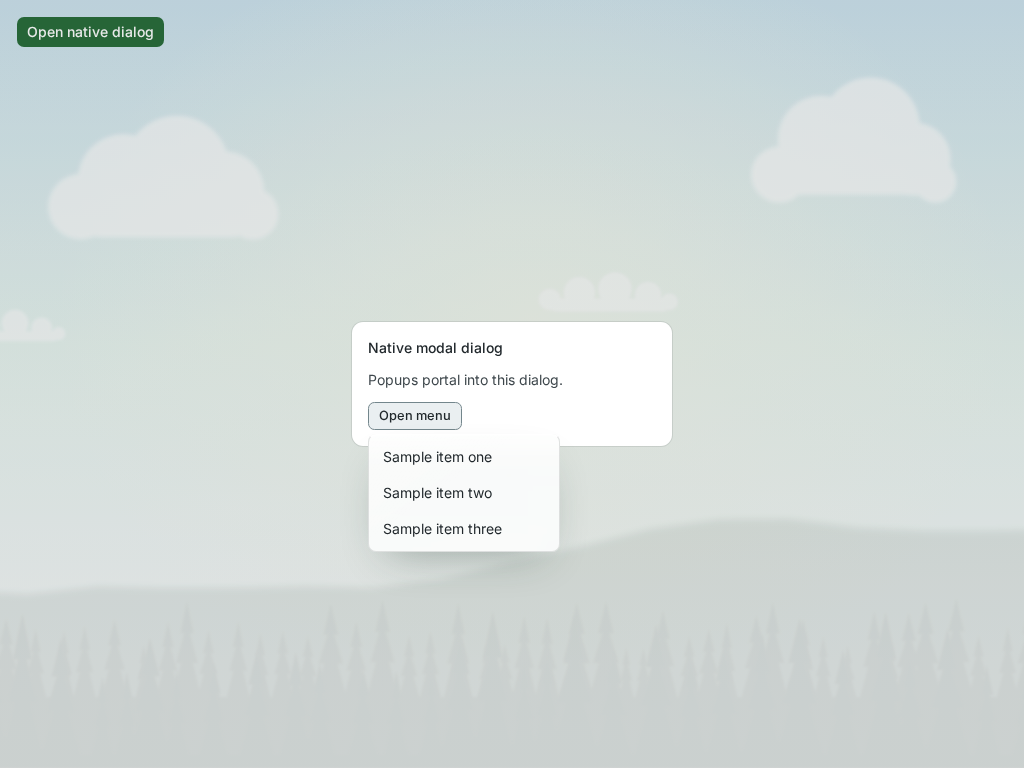 Open native dialog
Native modal dialog
Popups portal into this dialog.
Open menu
Sample item one
Sample item two
Sample item three